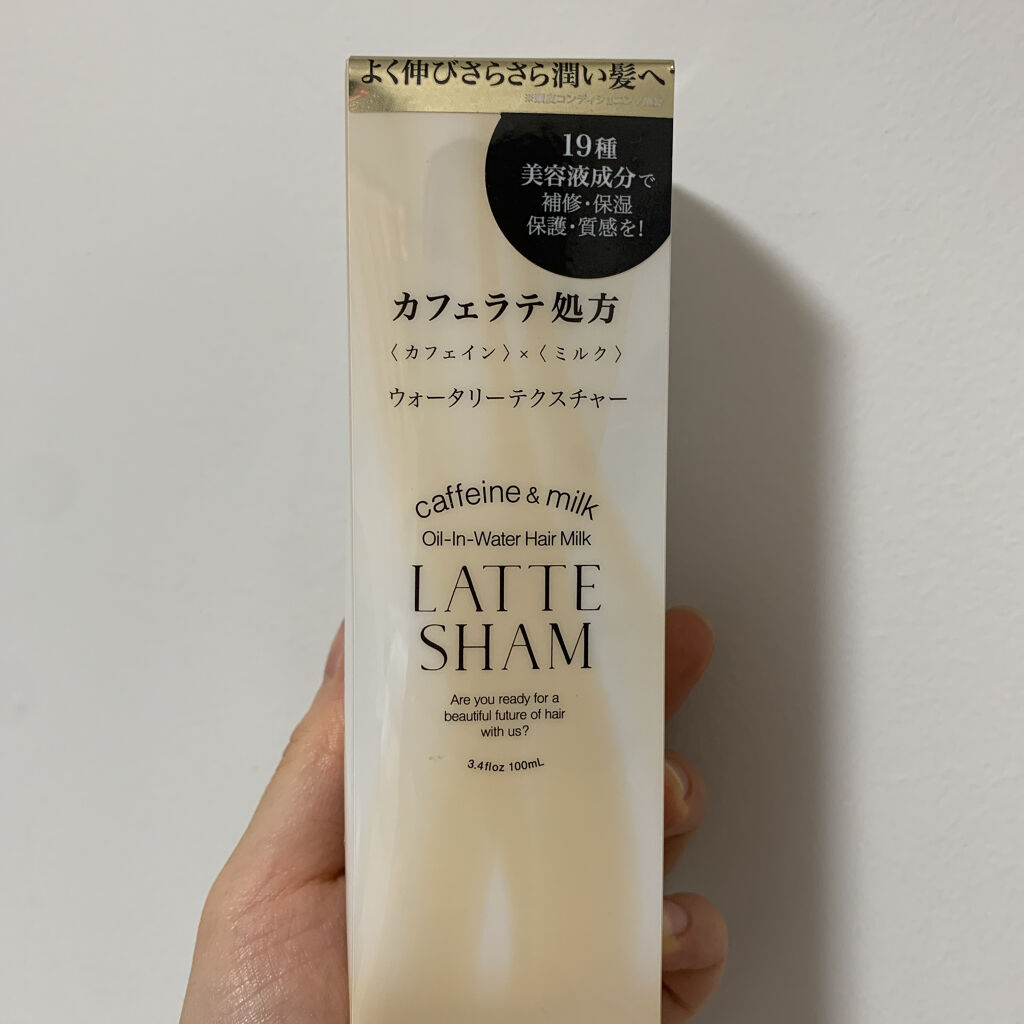 よく伸びさらさら潤い髪へ
19種
美容液成分で
補修・保湿
保護・質感を!
カフェラテ処方
〈カフェイン〉×〈ミルク〉
ウォータリーテクスチャー
caffeine & milk
Oil-In-Water Hair Milk
LATTE
SHAM
Are you ready for a
beautiful future of hair
with us?
3.4floz 100mL